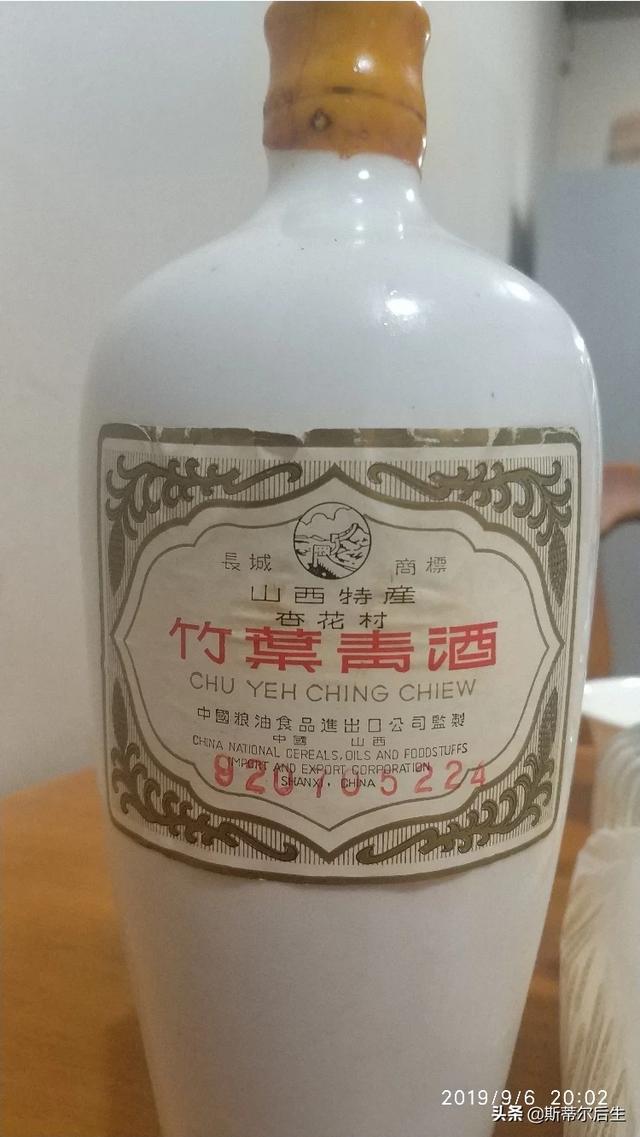 長城 商標
山西特產
杏花村
竹葉青酒
CHU YEH CHING CHIEW
中國粮油食品進出口公司監製
中國 山西
CHINA NATIONAL CEREALS, OILS AND FOODSTUFFS
IMPORT AND EXPORT CORPORATION
SHANXI, CHINA
920705224
2019/9/6 20:02
头条 @斯蒂尔后生